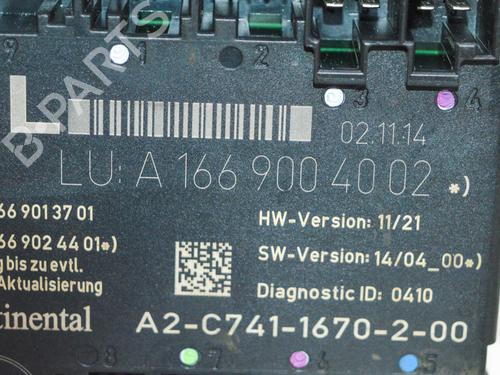 B-PARTS
9 1 2 3 4
L 02.11.14
LU: A 166 900 40 02 *)
66 901 37 01
66 902 44 01*)
g bis zu evtl.
Aktualisierung
HW-Version: 11/21
SW-Version: 14/04_00*)
Diagnostic ID: 0410
tinental
A2-C741-1670-2-00
8 7 6 5